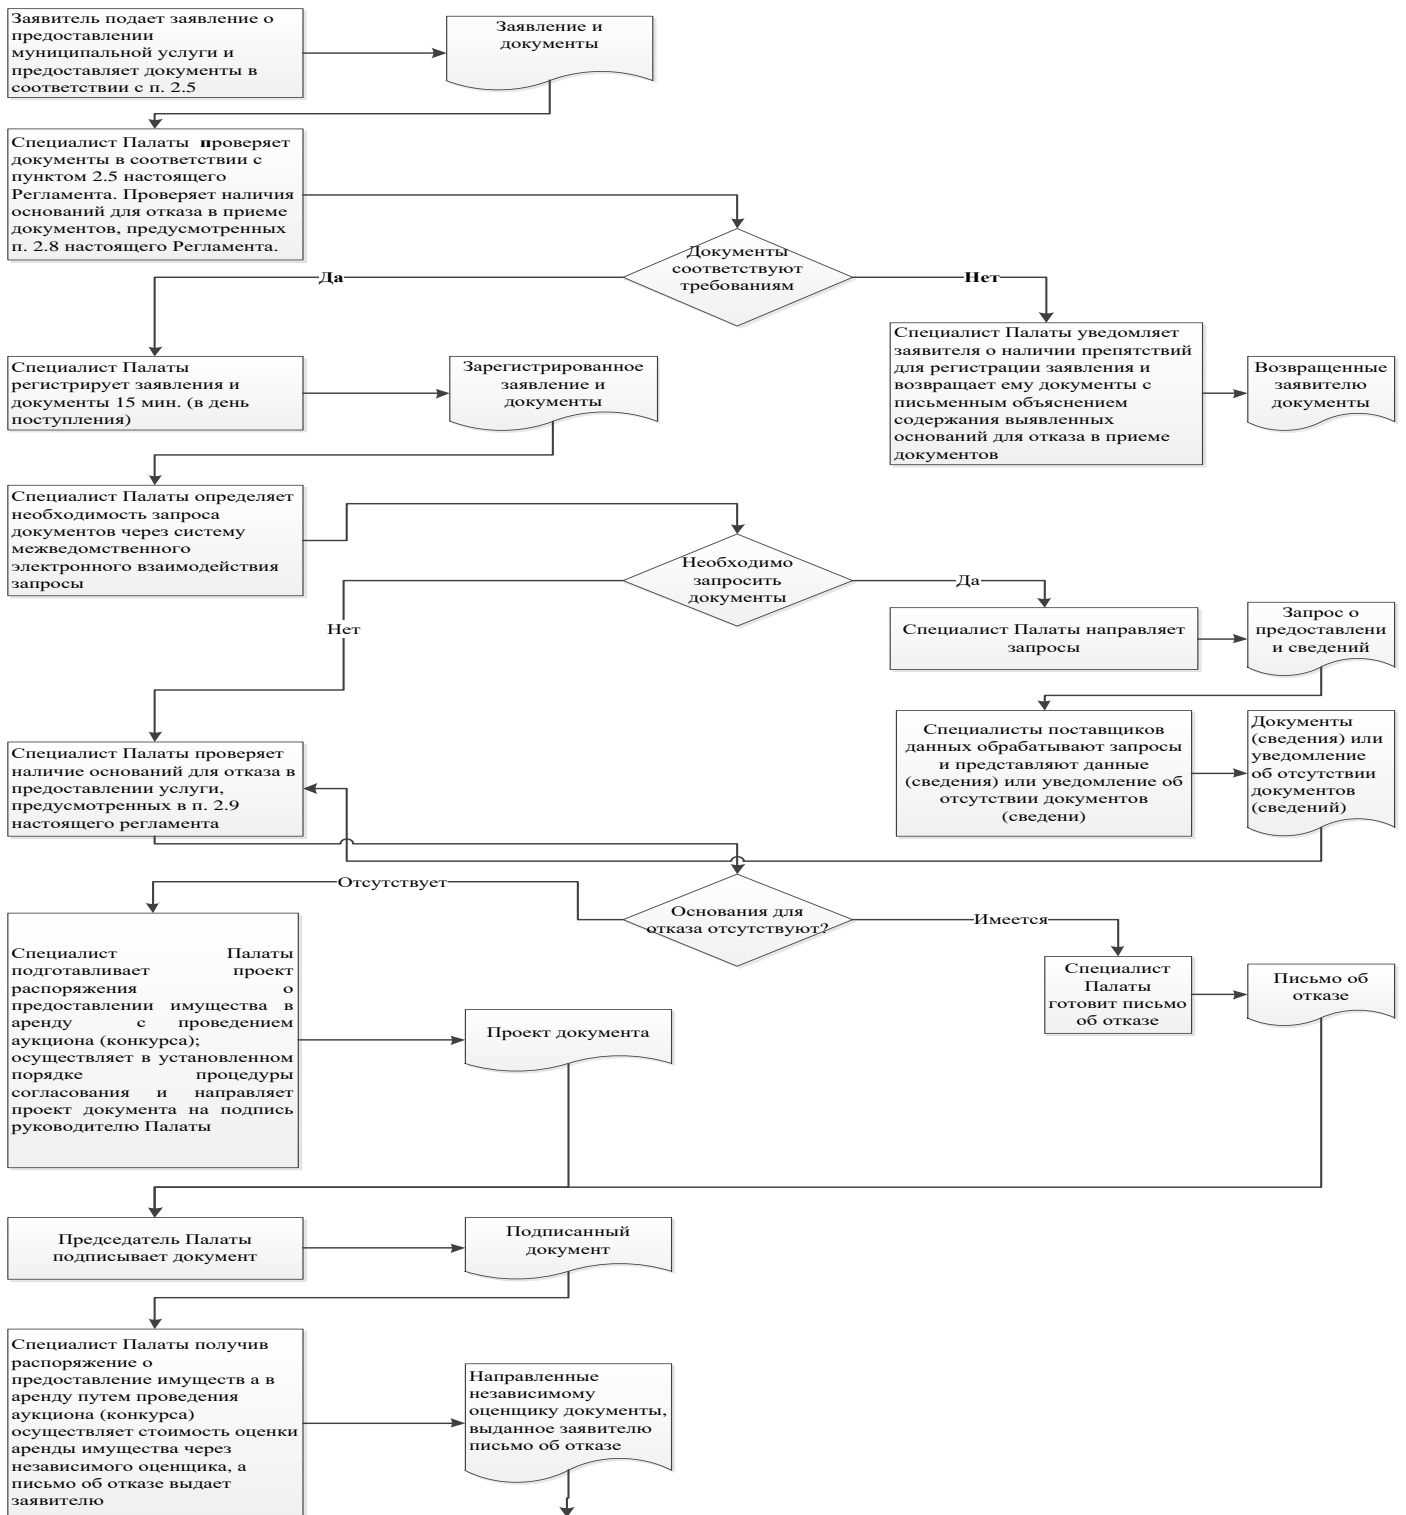 Заявитель подает заявление о
предоставлении
муниципальной услуги и
предоставляет документы в
соответствии с п. 2.5
Заявление и
документы
Специалист Палаты проверяет
документы в соответствии с
пунктом 2.5 настоящего
Регламента. Проверяет наличия
оснований для отказа в приеме
документов, предусмотренных
п. 2.8 настоящего Регламента.
Документы
соответствуют
требованиям
Да
Нет
Специалист Палаты
регистрирует заявления и
документы 15 мин. (в день
поступления)
Зарегистрированное
заявление и
документы
Специалист Палаты уведомляет
заявителя о наличии препятствий
для регистрации заявления и
возвращает ему документы с
письменным объяснением
содержания выявленных
оснований для отказа в приеме
документов
Возвращенные
заявителю
документы
Специалист Палаты определяет
необходимость запроса
документов через систему
межведомственного
электронного взаимодействия
запросы
Необходимо
запросить
документы
Да
Нет
Специалист Палаты направляет
запросы
Запрос о
предоставлени
и сведений
Специалисты поставщиков
данных обрабатывают запросы
и представляют данные
(сведения) или уведомление об
отсутствии документов
(сведени)
Документы
(сведения) или
уведомление
об отсутствии
документов
(сведений)
Специалист Палаты проверяет
наличие оснований для отказа в
предоставлении услуги,
предусмотренных в п. 2.9
настоящего регламента
Основания для
отказа отсутствуют?
Отсутствует
Имеется
Специалист Палаты
подготавливает проект
распоряжения о
предоставлении имущества в
аренду с проведением
аукциона (конкурса);
осуществляет в установленном
порядке процедуры
согласования и направляет
проект документа на подпись
руководителю Палаты
Проект документа
Специалист
Палаты
готовит письмо
об отказе
Письмо об
отказе
Председатель Палаты
подписывает документ
Подписанный
документ
Специалист Палаты получив
распоряжение о
предоставление имуществ а в
аренду путем проведения
аукциона (конкурса)
осуществляет стоимость оценки
аренды имущества через
независимого оценщика, а
письмо об отказе выдает
заявителю
Направленные
независимому
оценщику документы,
выданное заявителю
письмо об отказе